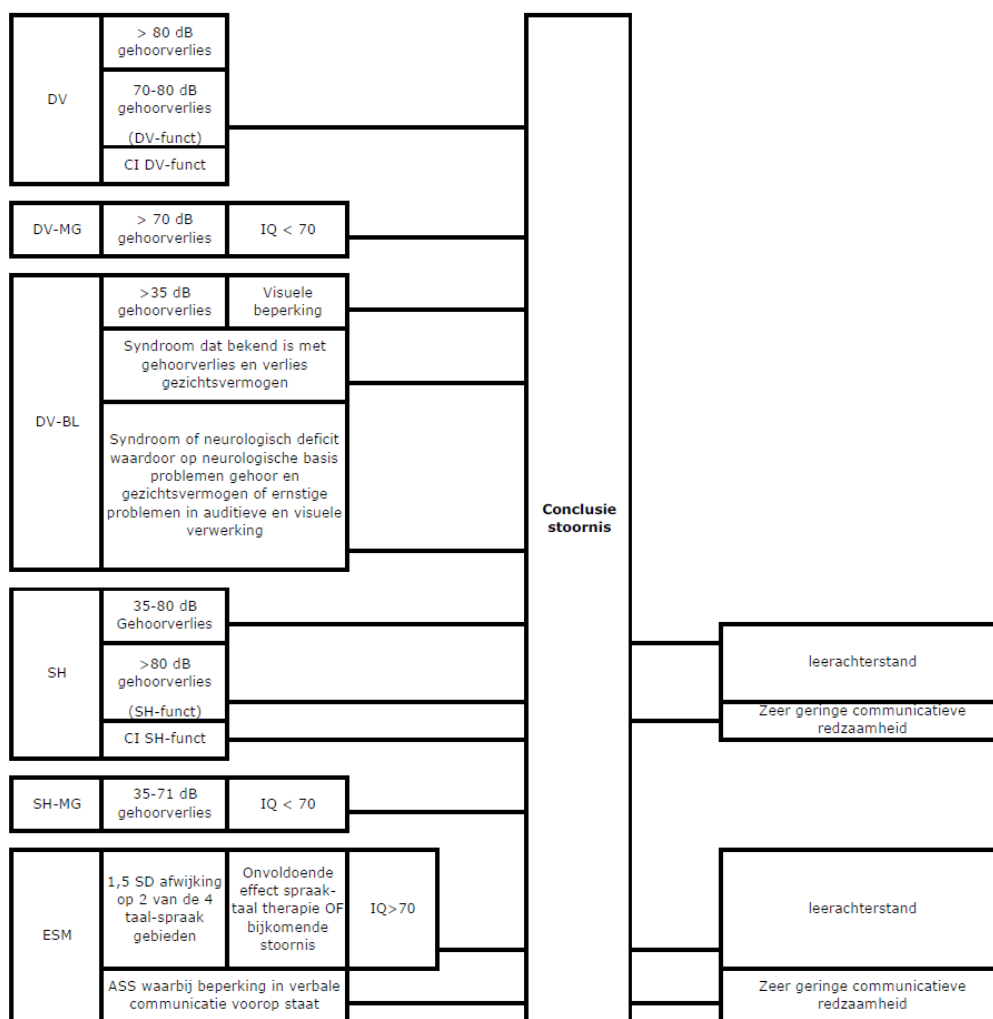 DV
> 80 dB
gehoorverlies
70-80 dB
gehoorverlies
(DV-funct)
CI DV-funct
DV-MG
> 70 dB
gehoorverlies
IQ < 70
DV-BL
>35 dB
gehoorverlies
Visuele
beperking
Syndroom dat bekend is met
gehoorverlies en verlies
gezichtsvermogen
Syndroom of neurologisch deficit
waardoor op neurologische basis
problemen gehoor en
gezichtsvermogen of ernstige
problemen in auditieve en visuele
verwerking
SH
35-80 dB
Gehoorverlies
>80 dB
gehoorverlies
(SH-funct)
CI SH-funct
SH-MG
35-71 dB
gehoorverlies
IQ < 70
ESM
1,5 SD afwijking
op 2 van de 4
taal-spraak
gebieden
Onvoldoende
effect spraak-
taal therapie OF
bijkomende
stoornis
IQ>70
ASS waarbij beperking in verbale
communicatie voorop staat
Conclusie
stoornis
leerachterstand
Zeer geringe communicatieve
redzaamheid
leerachterstand
Zeer geringe communicatieve
redzaamheid